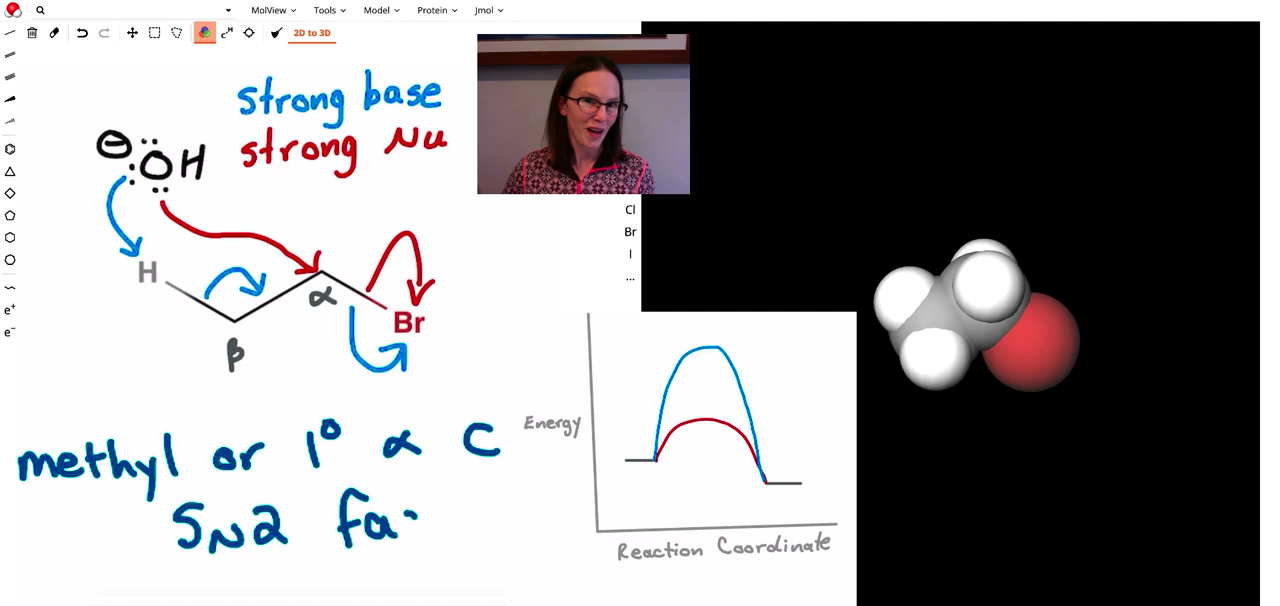 MolView Tools Model Protein Jmol
C H 2D to 3D
strong base
strong Nu
⊖ :ÖH
H
α
Br
β
methyl or 1° α C
SN2 fa
e+
e-
Cl
Br
I
...
Energy
Reaction Coordinate